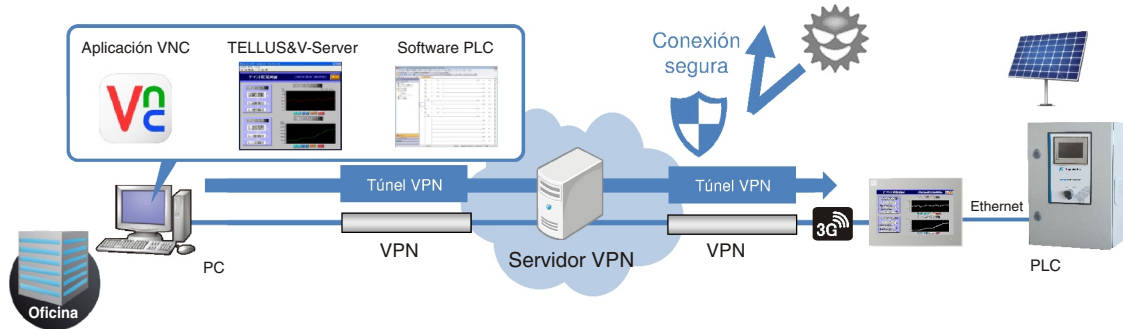 Aplicación VNC
TELLUS&V-Server
Software PLC
Vnc
Conexión
segura
Túnel VPN
Túnel VPN
VPN
VPN
Servidor VPN
3G
Ethernet
PC
PLC
Oficina